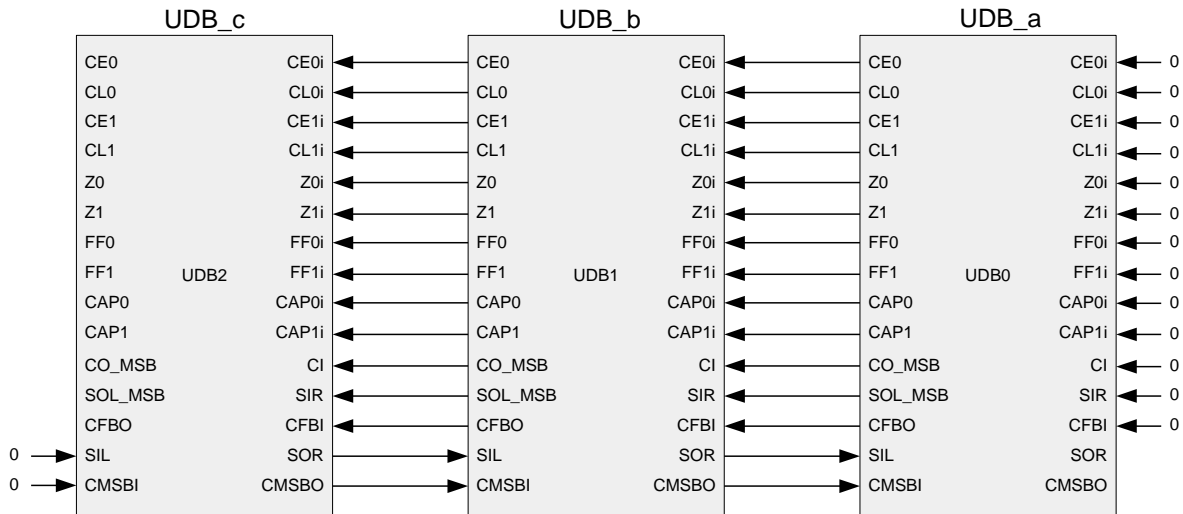 UDB_c UDB_b UDB_a
CE0 CE0i CE0 CE0i CE0 CE0i 0
CL0 CL0i CL0 CL0i CL0 CL0i 0
CE1 CE1i CE1 CE1i CE1 CE1i 0
CL1 CL1i CL1 CL1i CL1 CL1i 0
Z0 Z0i Z0 Z0i Z0 Z0i 0
Z1 Z1i Z1 Z1i Z1 Z1i 0
FF0 FF0i FF0 FF0i FF0 FF0i 0
FF1 UDB2 FF1i FF1 UDB1 FF1i FF1 UDB0 FF1i 0
CAP0 CAP0i CAP0 CAP0i CAP0 CAP0i 0
CAP1 CAP1i CAP1 CAP1i CAP1 CAP1i 0
CO_MSB CI CO_MSB CI CO_MSB CI 0
SOL_MSB SIR SOL_MSB SIR SOL_MSB SIR 0
CFBO CFBI CFBO CFBI CFBO CFBI 0
0 SIL SOR SIL SOR SIL SOR
0 CMSBI CMSBO CMSBI CMSBO CMSBI CMSBO